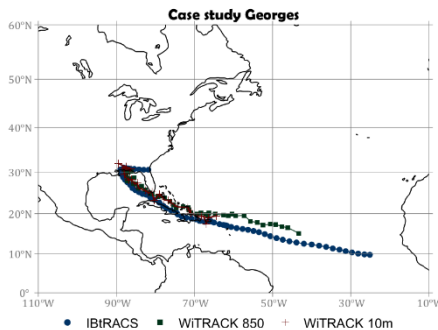 Case study Georges
60°N
50°N
40°N
30°N
20°N
10°N
0°
110°W 90°W 70°W 50°W 30°W 10°W
IBtRACS WiTRACK 850 WiTRACK 10m